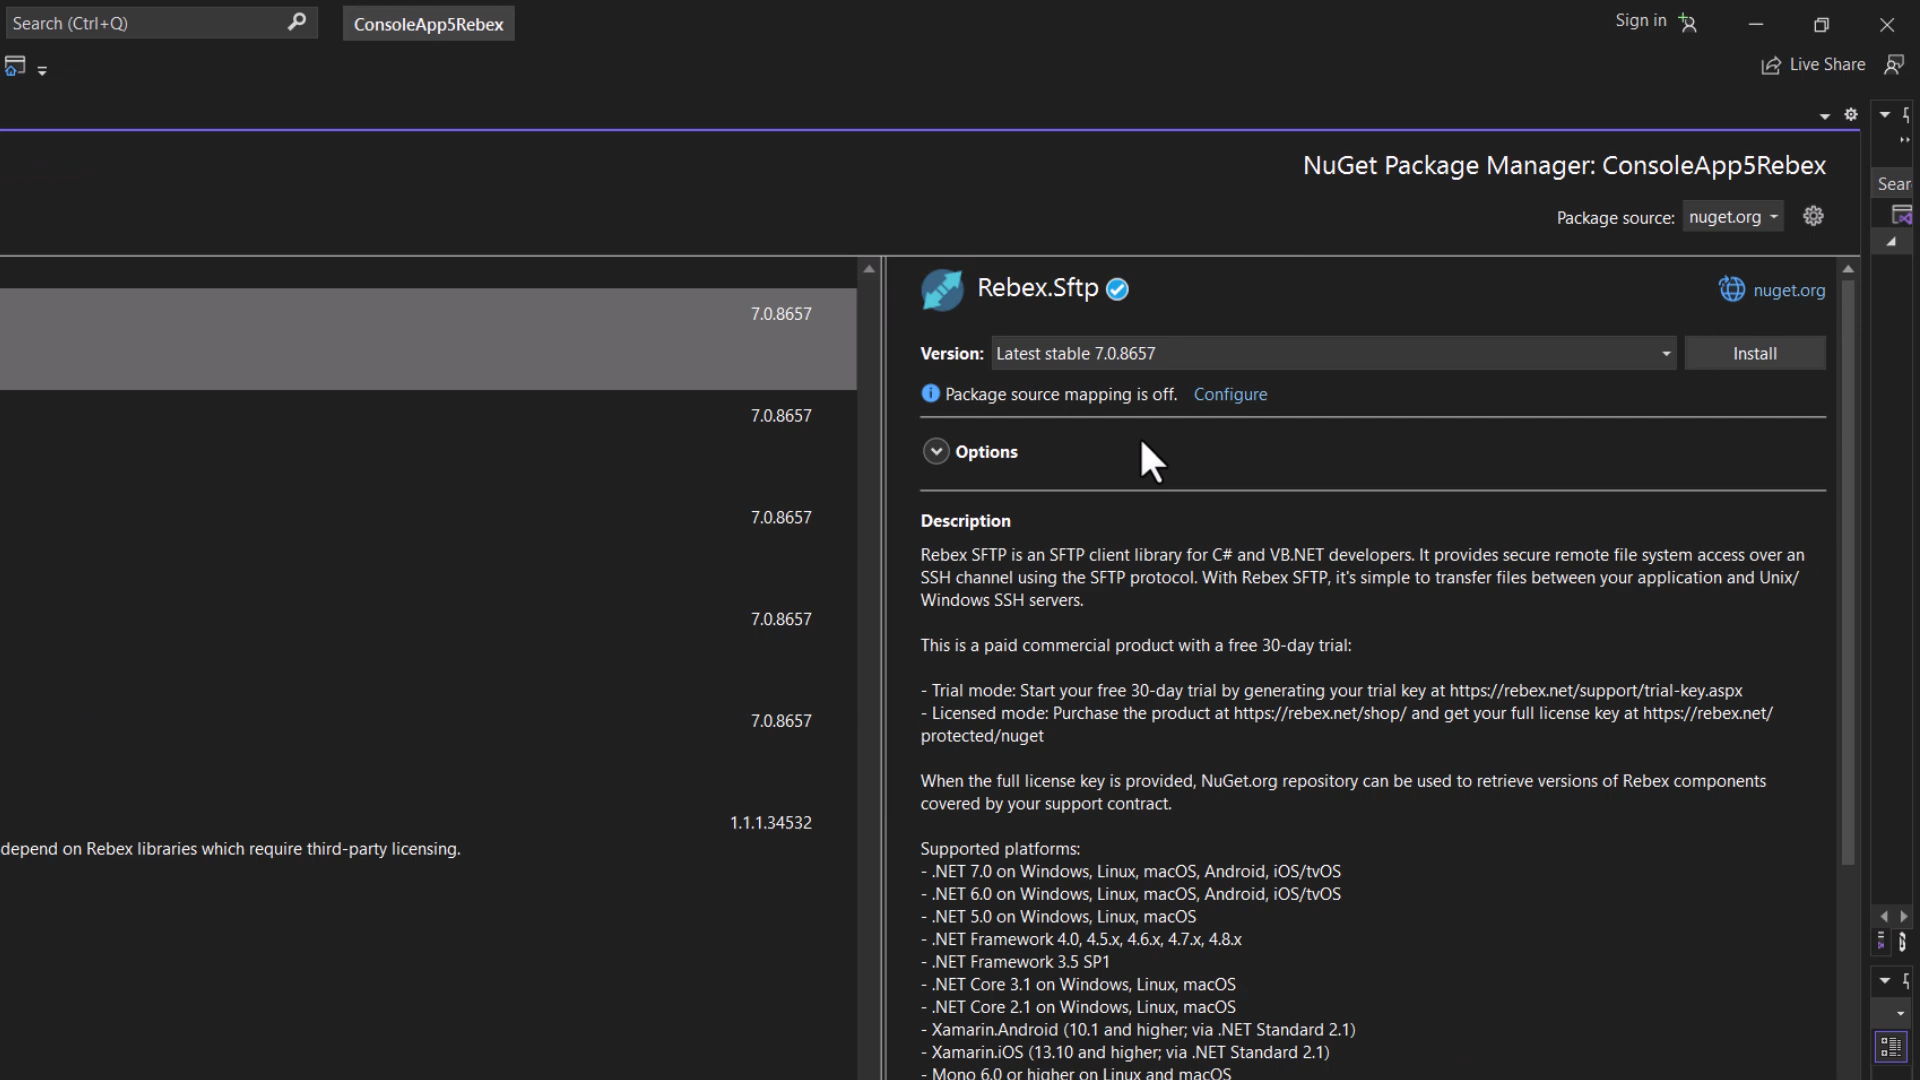 Search (Ctrl+Q)
ConsoleApp5Rebex
Sign in
Live Share
NuGet Package Manager: ConsoleApp5Rebex
Sear
Package source: nuget.org
Rebex.Sftp
nuget.org
7.0.8657
Version: Latest stable 7.0.8657
Install
Package source mapping is off. Configure
7.0.8657
Options
7.0.8657
Description
Rebex SFTP is an SFTP client library for C# and VB.NET developers. It provides secure remote file system access over an
SSH channel using the SFTP protocol. With Rebex SFTP, it's simple to transfer files between your application and Unix/
Windows SSH servers.
7.0.8657
This is a paid commercial product with a free 30-day trial:
- Trial mode: Start your free 30-day trial by generating your trial key at https://rebex.net/support/trial-key.aspx
- Licensed mode: Purchase the product at https://rebex.net/shop/ and get your full license key at https://rebex.net/
protected/nuget
7.0.8657
When the full license key is provided, NuGet.org repository can be used to retrieve versions of Rebex components
covered by your support contract.
1.1.1.34532
depend on Rebex libraries which require third-party licensing.
Supported platforms:
- .NET 7.0 on Windows, Linux, macOS, Android, iOS/tvOS
- .NET 6.0 on Windows, Linux, macOS, Android, iOS/tvOS
- .NET 5.0 on Windows, Linux, macOS
- .NET Framework 4.0, 4.5.x, 4.6.x, 4.7.x, 4.8.x
- .NET Framework 3.5 SP1
- .NET Core 3.1 on Windows, Linux, macOS
- .NET Core 2.1 on Windows, Linux, macOS
- Xamarin.Android (10.1 and higher; via .NET Standard 2.1)
- Xamarin.iOS (13.10 and higher; via .NET Standard 2.1)
- Mono 6.0 or higher on Linux and macOS